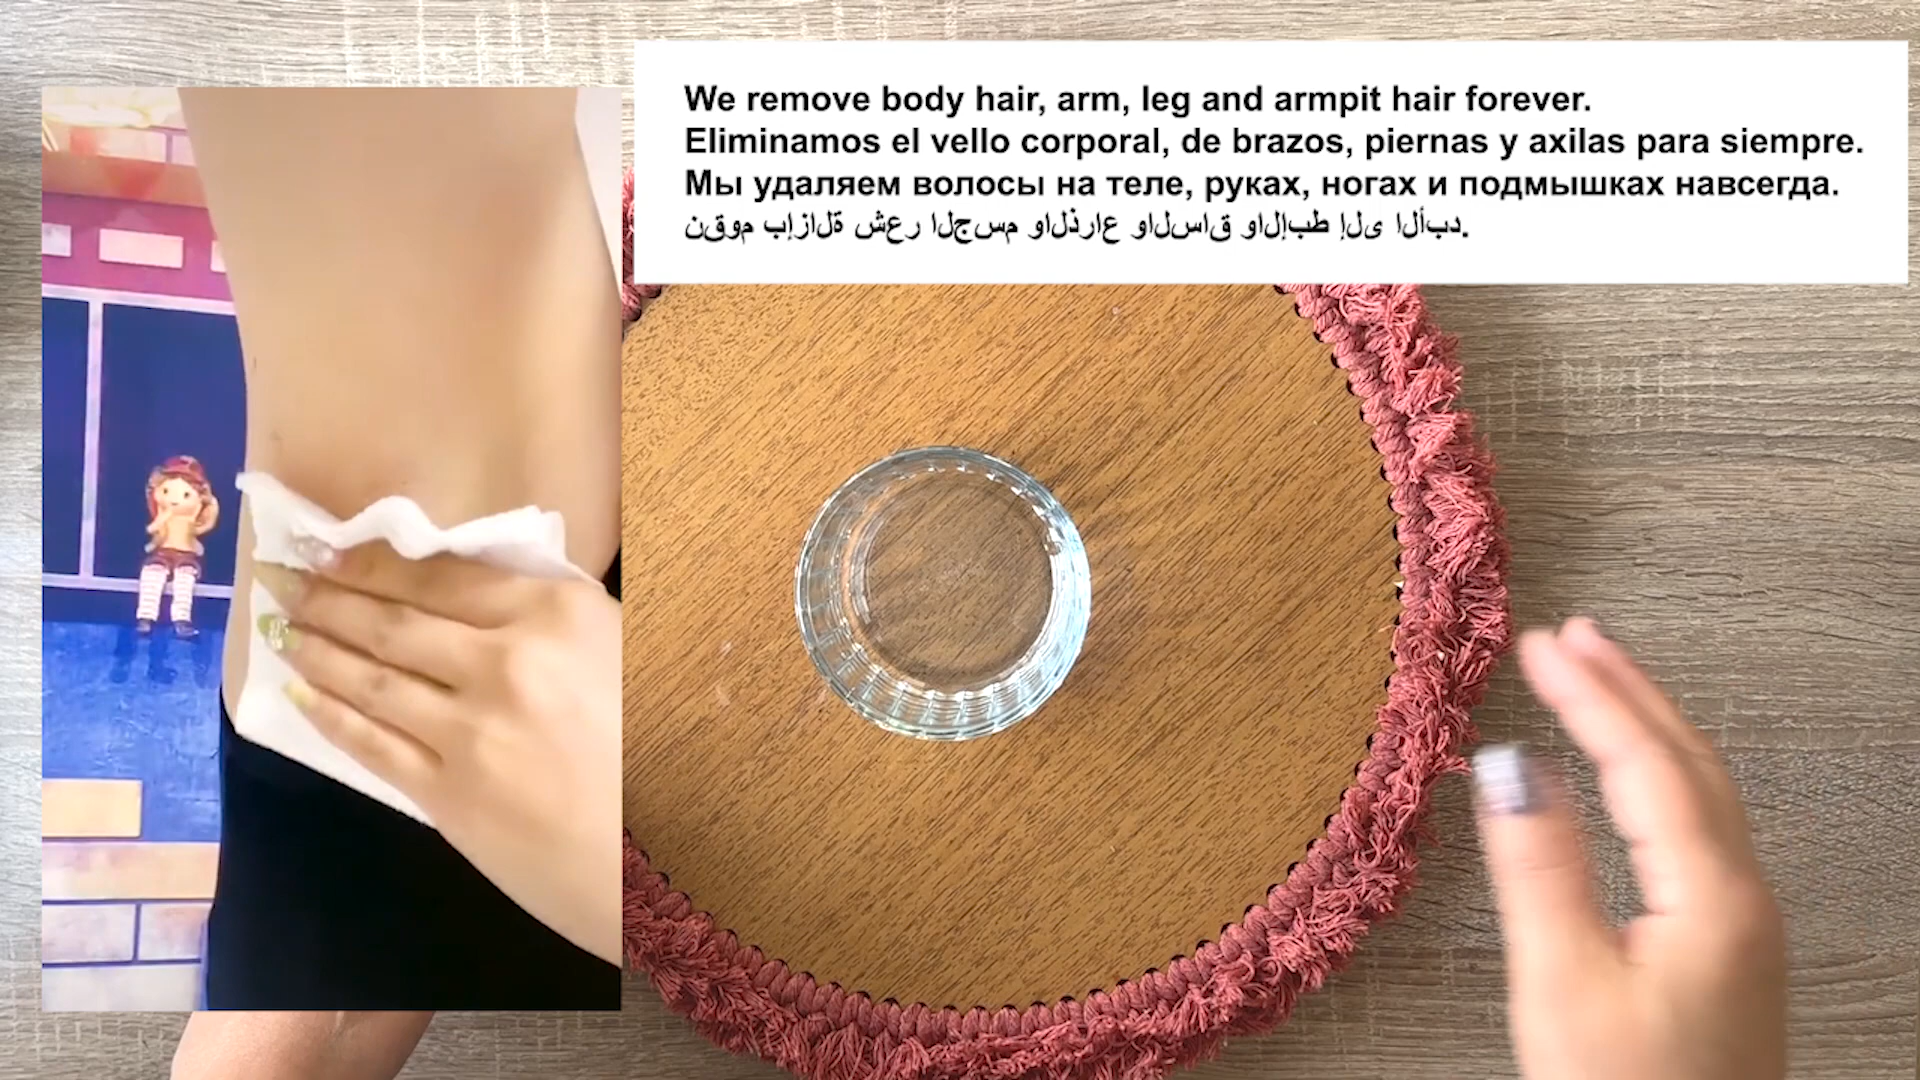 We remove body hair, arm, leg and armpit hair forever.
Eliminamos el vello corporal, de brazos, piernas y axilas para siempre.
Мы удаляем волосы на теле, руках, ногах и подмышках навсегда.
نقوم بإزالة شعر الجسم والذراع والساق والإبط إلى الأبد.